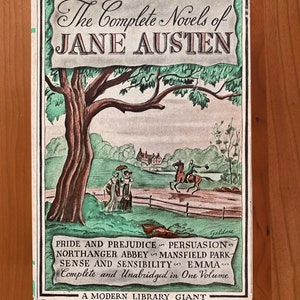 The Complete Novels of
JANE AUSTEN
PRIDE AND PREJUDICE ~ PERSUASION ~
NORTHANGER ABBEY ~ MANSFIELD PARK
SENSE AND SENSIBILITY ~ EMMA ~
Complete and Unabridged in One Volume
A MODERN LIBRARY GIANT